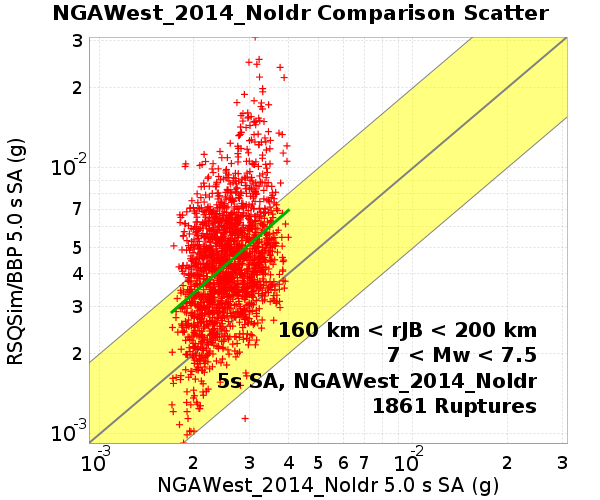 NGAWest_2014_NoIdr Comparison Scatter
RSQSim/BBP 5.0 s SA (g)
3
2
10-2
7
5
4
3
2
10-3
160 km < rJB < 200 km
7 < Mw < 7.5
5s SA, NGAWest_2014_NoIdr
1861 Ruptures
10-3 2 3 4 5 6 7 10-2 2 3
NGAWest_2014_NoIdr 5.0 s SA (g)